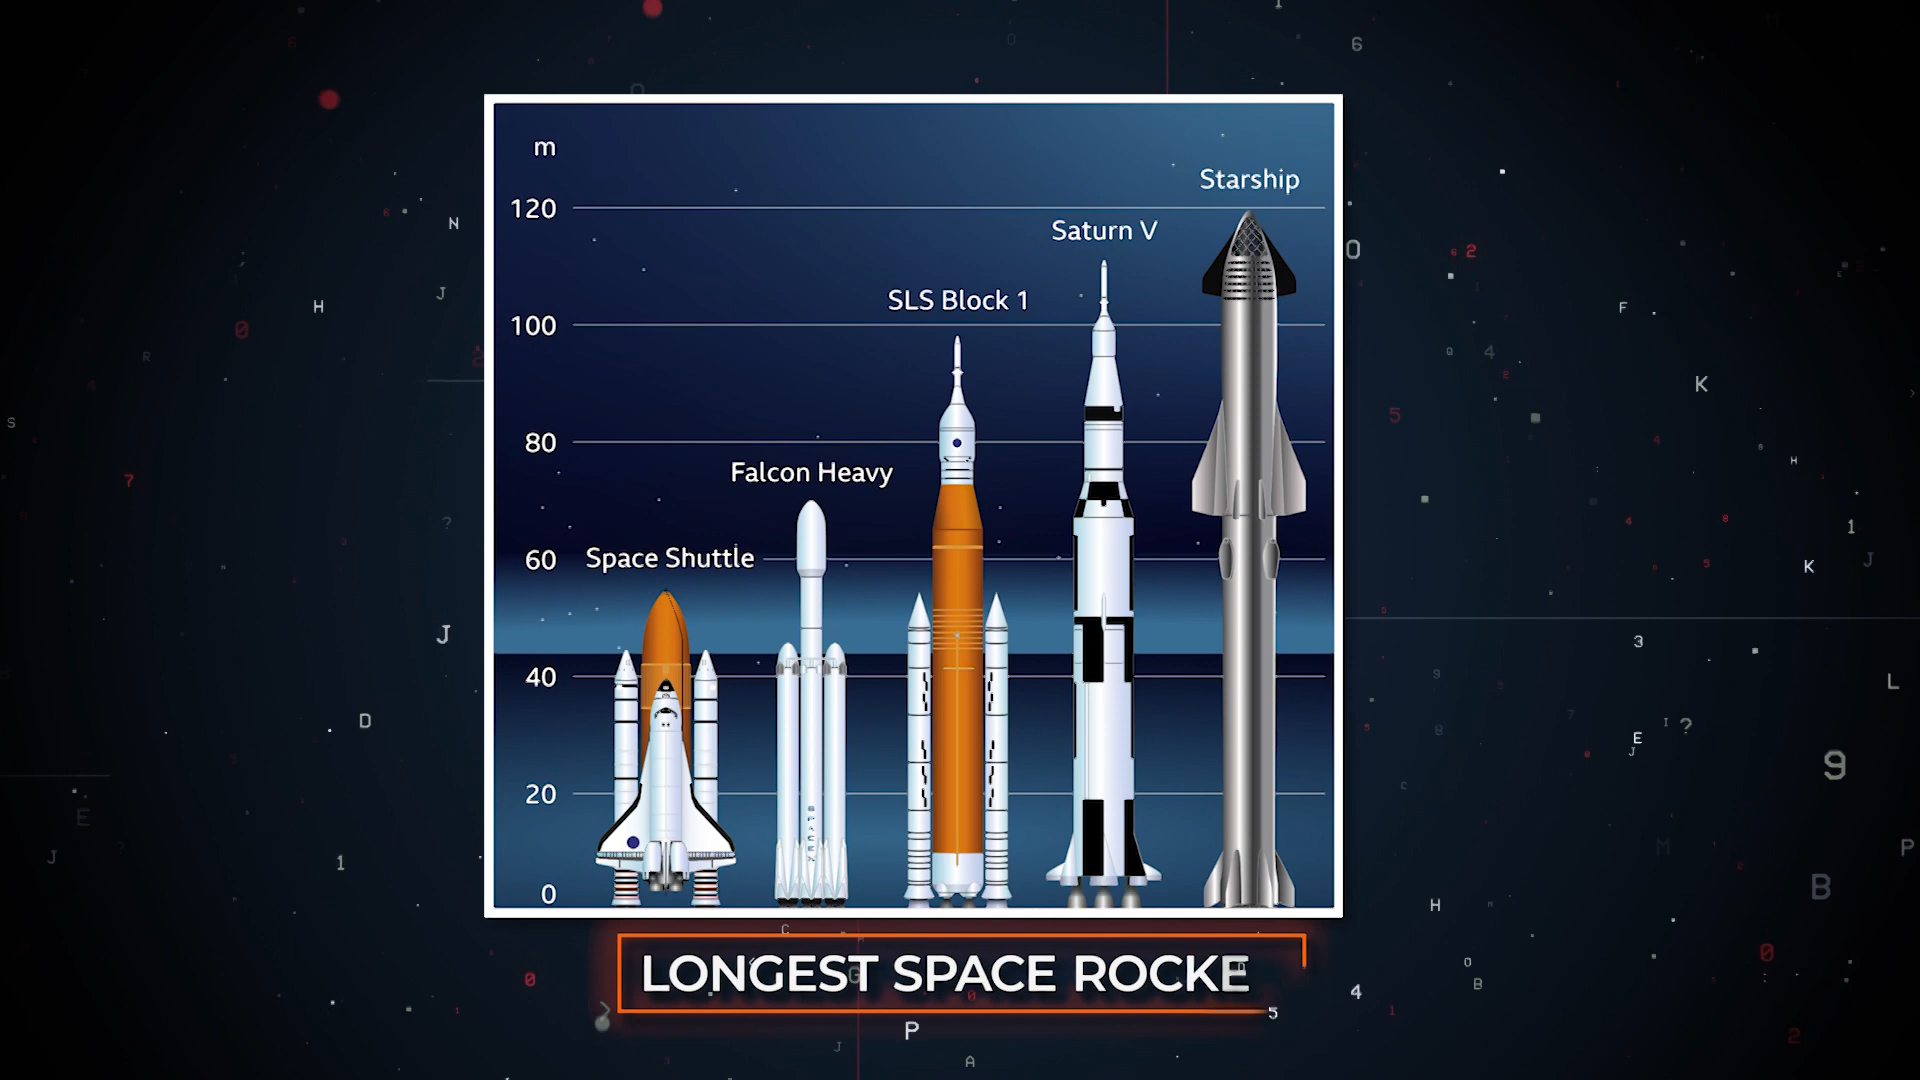 m
Starship
120
Saturn V
SLS Block 1
100
80
Falcon Heavy
60
Space Shuttle
40
20
0
SPACEX
LONGEST SPACE ROCKE